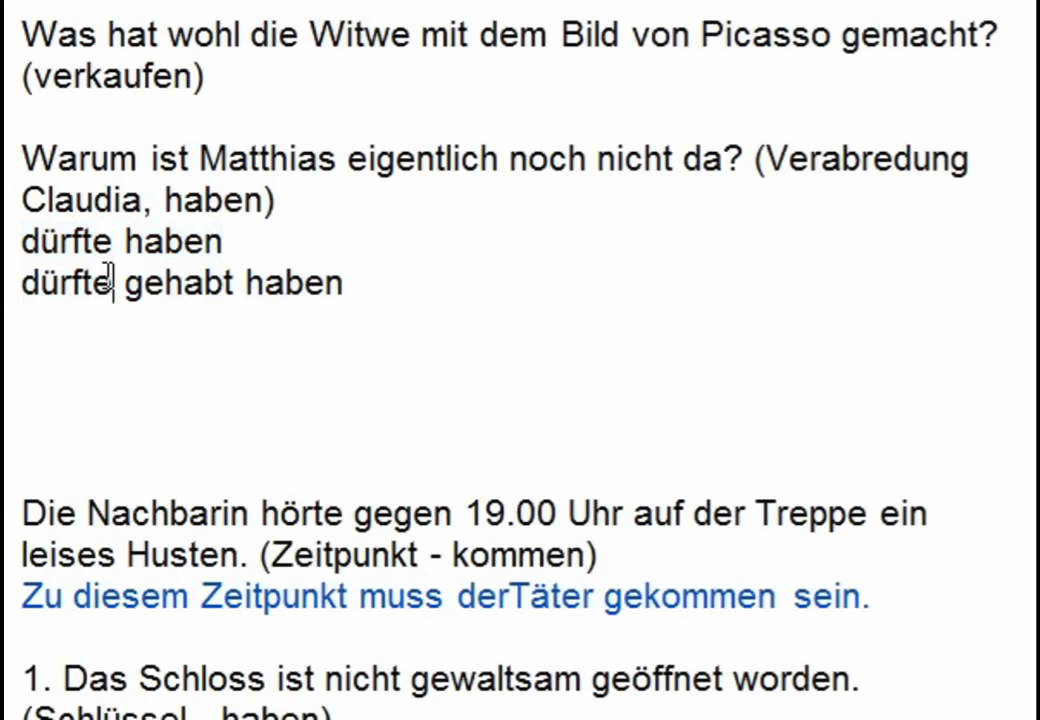 Was hat wohl die Witwe mit dem Bild von Picasso gemacht?
(verkaufen)
Warum ist Matthias eigentlich noch nicht da? (Verabredung
Claudia, haben)
dürfte haben
dürfte gehabt haben
Die Nachbarin hörte gegen 19.00 Uhr auf der Treppe ein
leises Husten. (Zeitpunkt - kommen)
Zu diesem Zeitpunkt muss derTäter gekommen sein.
1. Das Schloss ist nicht gewaltsam geöffnet worden.
(Schlüssel - haben)